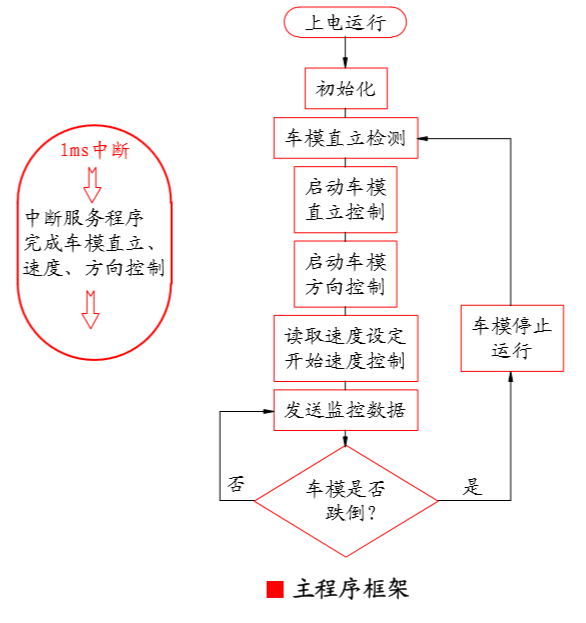 上电运行
初始化
车模直立检测
启动车模
直立控制
启动车模
方向控制
读取速度设定
开始速度控制
发送监控数据
车模是否
跌倒?
否
是
车模停止
运行
1ms中断
中断服务程序
完成车模直立、
速度、方向控制
主程序框架